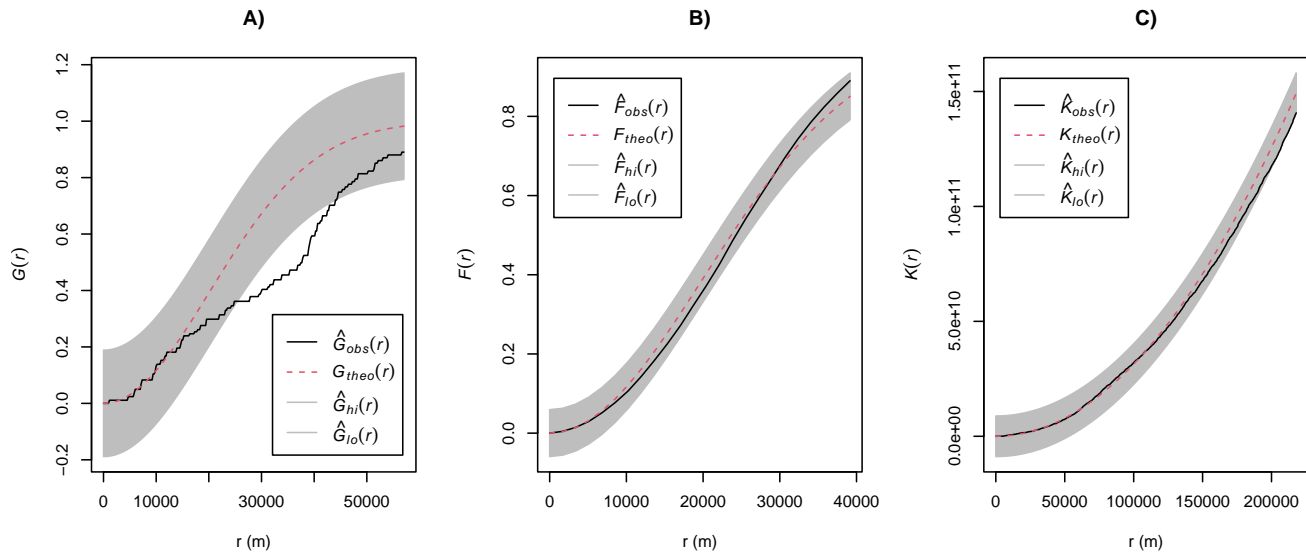 A)
G(r)
1.2
1.0
0.8
0.6
0.4
0.2
0.0
−0.2
Ĝobs(r)
Gtheo(r)
Ĝhi(r)
Ĝlo(r)
0 10000 30000 50000
r (m)
B)
F(r)
0.8
0.6
0.4
0.2
0.0
F̂obs(r)
Ftheo(r)
F̂hi(r)
F̂lo(r)
0 10000 20000 30000 40000
r (m)
C)
K(r)
1.5e+11
1.0e+11
5.0e+10
0.0e+00
K̂obs(r)
Ktheo(r)
K̂hi(r)
K̂lo(r)
0 50000 100000 150000 200000
r (m)